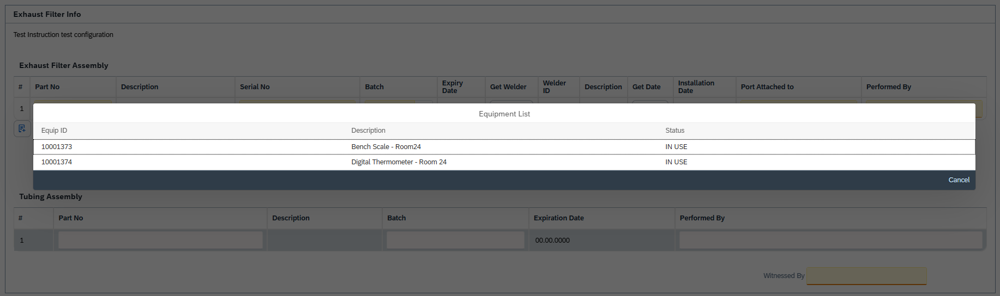 Exhaust Filter Info
Test Instruction test configuration
Exhaust Filter Assembly
# Part No Description Serial No Batch Expiry Date Get Welder Welder ID Description Get Date Installation Date Port Attached to Performed By
1
Equipment List
Equip ID Description Status
10001373 Bench Scale - Room24 IN USE
10001374 Digital Thermometer - Room 24 IN USE
Cancel
Tubing Assembly
# Part No Description Batch Expiration Date Performed By
1 00.00.0000
Witnessed By